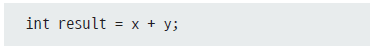 int result = x + y;